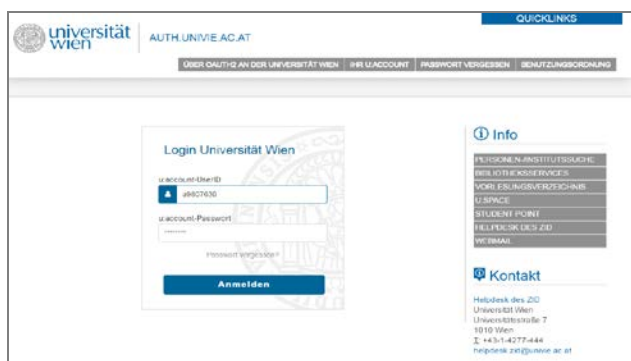 QUICKLINKS
universität
wien
AUTH.UNIVIE.AC.AT
ÜBER OAUTH2 AN DER UNIVERSITÄT WIEN
IHR U:ACCOUNT
PASSWORT VERGESSEN
BENUTZUNGSORDNUNG
Login Universität Wien
u:account-UserID
a9607630
u:account-Passwort
Passwort vergessen?
Anmelden
Info
PERSONEN-/INSTITUTSSUCHE
BIBLIOTHEKSSERVICES
VORLESUNGSVERZEICHNIS
U:SPACE
STUDENT POINT
HELPDESK DES ZID
WEBMAIL
Kontakt
Helpdesk des ZID
Universität Wien
Universitätsstraße 7
1010 Wien
T: +43-1-4277-444
helpdesk.zid@univie.ac.at